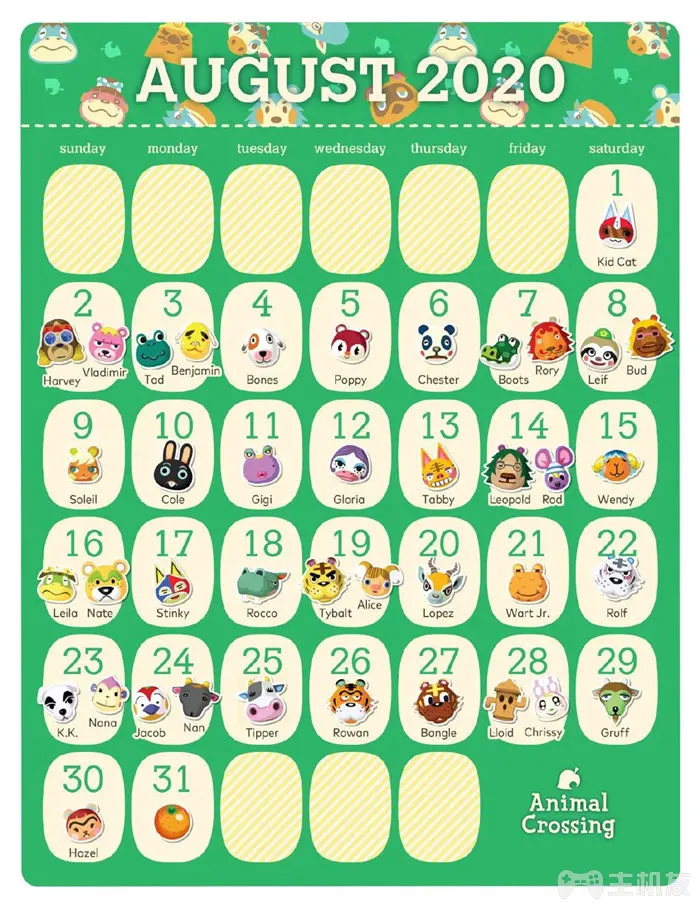 AUGUST 2020
sunday monday tuesday wednesday thursday friday saturday
1
Kid Cat
2 3 4 5 6 7 8
Harvey Vladimir Tad Benjamin Bones Poppy Chester Boots Rory Leif Bud
9 10 11 12 13 14 15
Soleil Cole Gigi Gloria Tabby Leopold Rod Wendy
16 17 18 19 20 21 22
Leila Nate Stinky Rocco Tybalt Alice Lopez Wart Jr. Rolf
23 24 25 26 27 28 29
K.K. Nana Jacob Nan Tipper Rowan Bangle Lloid Chrissy Gruff
30 31
Hazel
Animal
Crossing
主机族